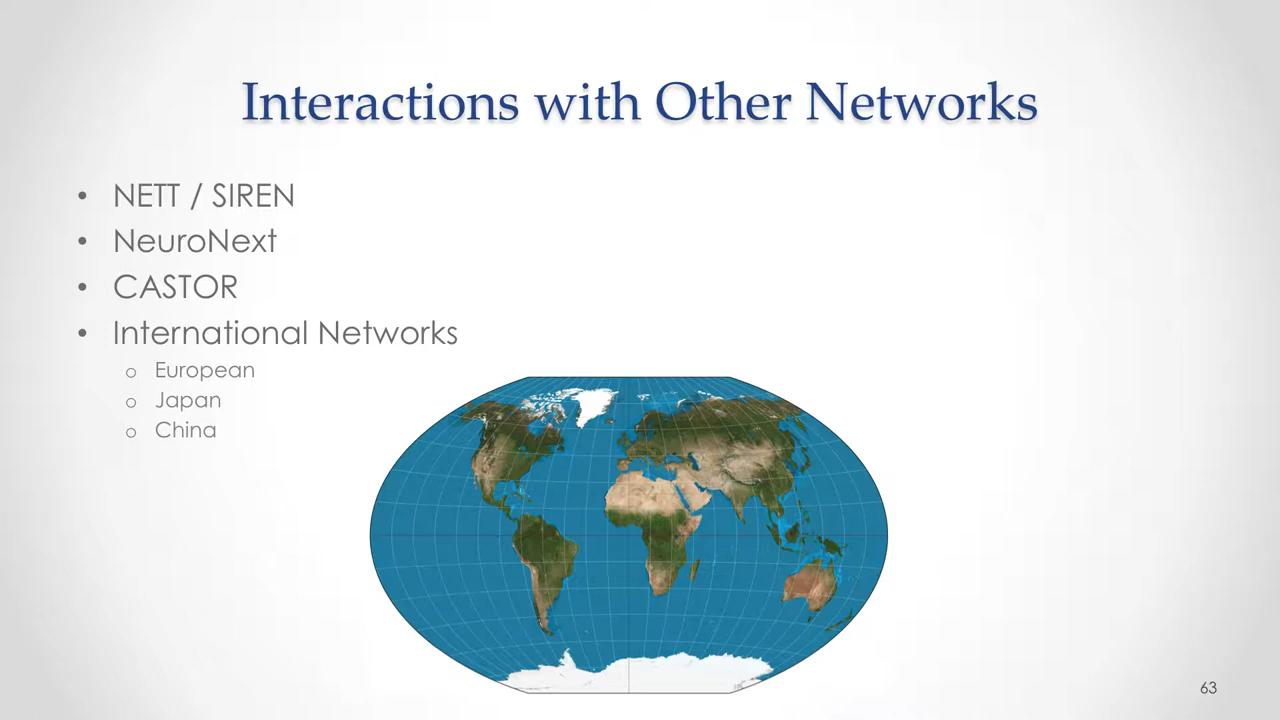 Interactions with Other Networks
• NETT / SIREN
• NeuroNext
• CASTOR
• International Networks
o European
o Japan
o China
63